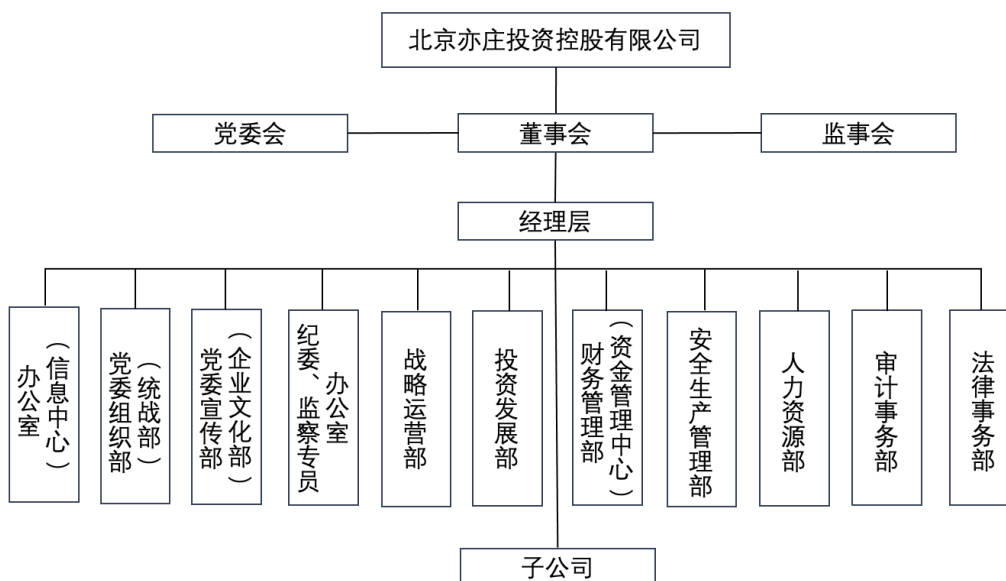 北京亦庄投资控股有限公司
党委会
董事会
监事会
经理层
办公室
（信息中心）
党委组织部
（统战部）
党委宣传部
（企业文化部）
纪委、监察专员
办公室
战略运营部
投资发展部
财务管理部
（资金管理中心）
安全生产管理部
人力资源部
审计事务部
法律事务部
子公司